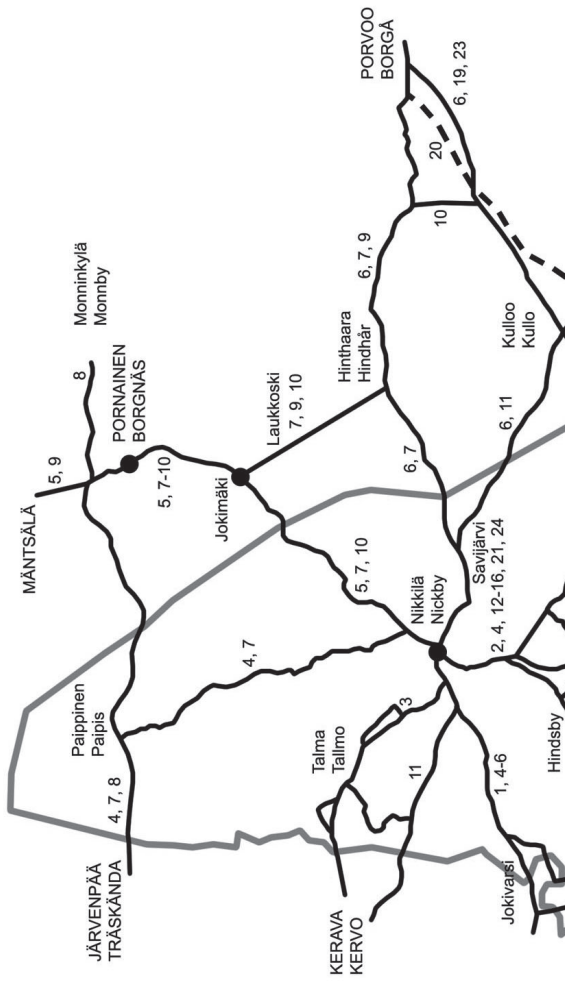 JÄRVENPÄÄ
TRÄSKÄNDA
4, 7, 8
Paippinen
Paipis
MÄNTSÄLÄ
5, 9
8
Monninkylä
Monnby
PORNAINEN
BORGNÄS
5, 7-10
Jokimäki
Laukkoski
7, 9, 10
Hinthaara
Hindhår
6, 7, 9
PORVOO
BORGÅ
20
6, 19, 23
10
4, 7
5, 7, 10
6, 7
Kulloo
Kullo
6, 11
Nikkilä
Nickby
Savijärvi
2, 4, 12-16, 21, 24
KERAVA
KERVO
Talma
Tallmo
3
11
1, 4-6
Jokivarsi
Hindsby